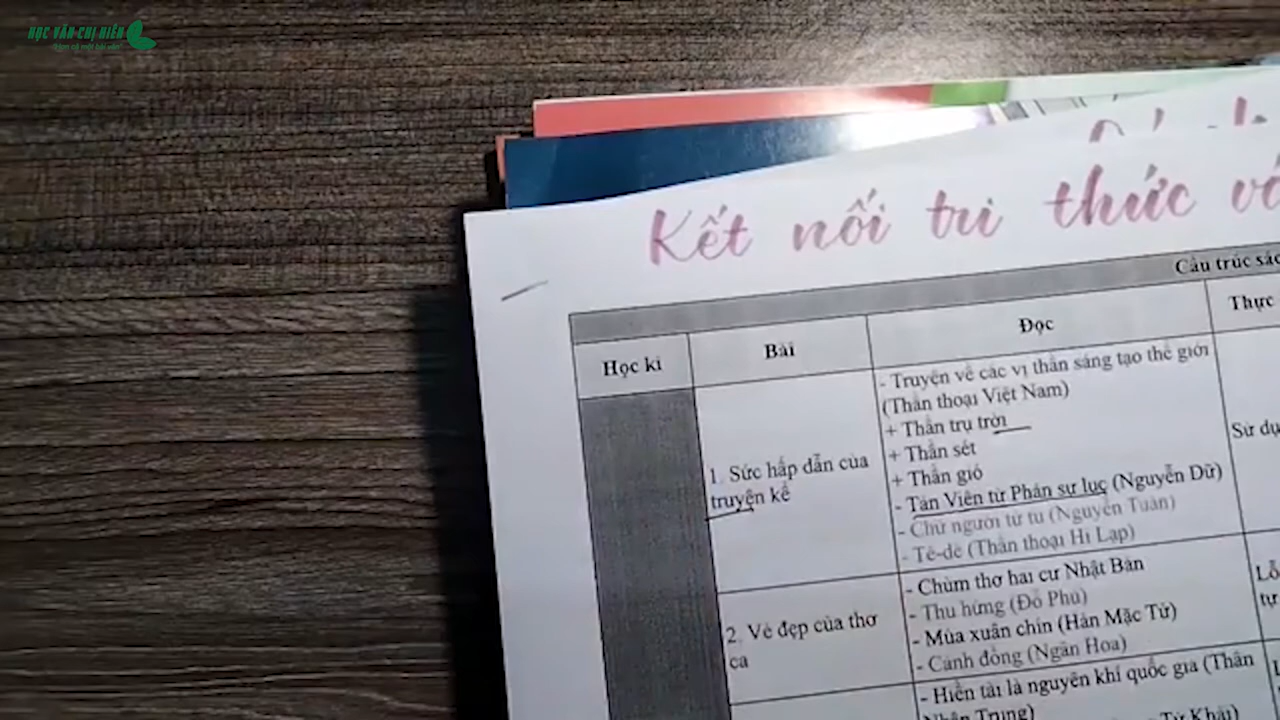 HỌC VĂN CHỊ HIÊN
Kết nối tri thức
Cấu trúc
Học kì
Bài
Đọc
Thực
1. Sức hấp dẫn của
truyện kể
- Truyện về các vị thần sáng tạo thế giới
(Thần thoại Việt Nam)
+ Thần trụ trời
+ Thần sét
+ Thần gió
- Tản Viên từ Phán sự lục (Nguyễn Dữ)
- Chữ người tử tù (Nguyễn Tuân)
- Tê-dê (Thần thoại Hi Lạp)
2. Vẻ đẹp của thơ
ca
- Chùm thơ hai cư Nhật Bản
- Thu hứng (Đỗ Phủ)
- Mùa xuân chín (Hàn Mặc Tử)
- Cánh đồng (Ngân Hoa)
- Hiền tài là nguyên khí quốc gia (Thân
Nhân Trung)